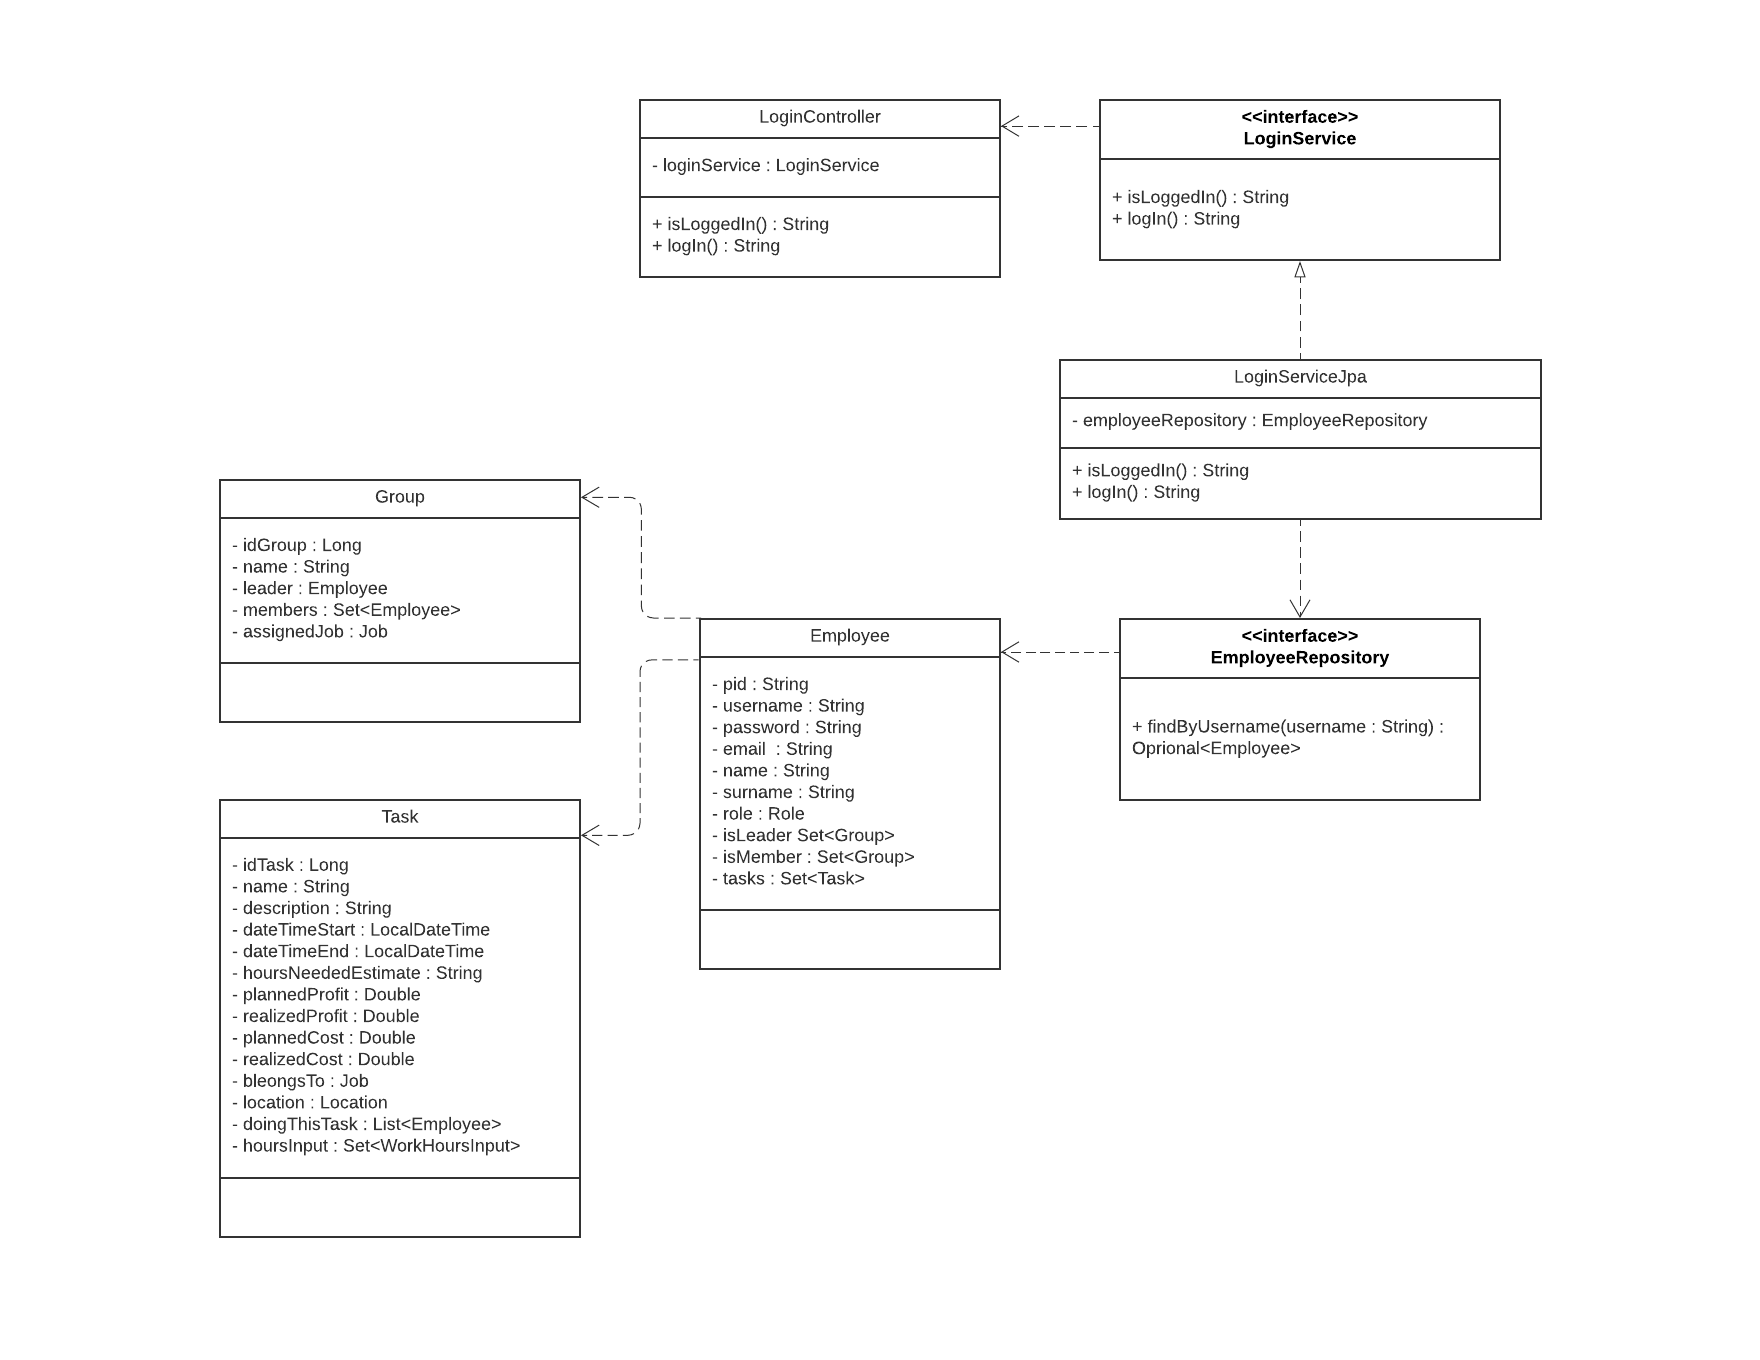 LoginController
- loginService : LoginService
+ isLoggedIn() : String
+ logIn() : String
<<interface>>
LoginService
+ isLoggedIn() : String
+ logIn() : String
LoginServiceJpa
- employeeRepository : EmployeeRepository
+ isLoggedIn() : String
+ logIn() : String
Group
- idGroup : Long
- name : String
- leader : Employee
- members : Set<Employee>
- assignedJob : Job
Employee
- pid : String
- username : String
- password : String
- email  : String
- name : String
- surname : String
- role : Role
- isLeader Set<Group>
- isMember : Set<Group>
- tasks : Set<Task>
<<interface>>
EmployeeRepository
+ findByUsername(username : String) :
Oprional<Employee>
Task
- idTask : Long
- name : String
- description : String
- dateTimeStart : LocalDateTime
- dateTimeEnd : LocalDateTime
- hoursNeededEstimate : String
- plannedProfit : Double
- realizedProfit : Double
- plannedCost : Double
- realizedCost : Double
- bleongsTo : Job
- location : Location
- doingThisTask : List<Employee>
- hoursInput : Set<WorkHoursInput>